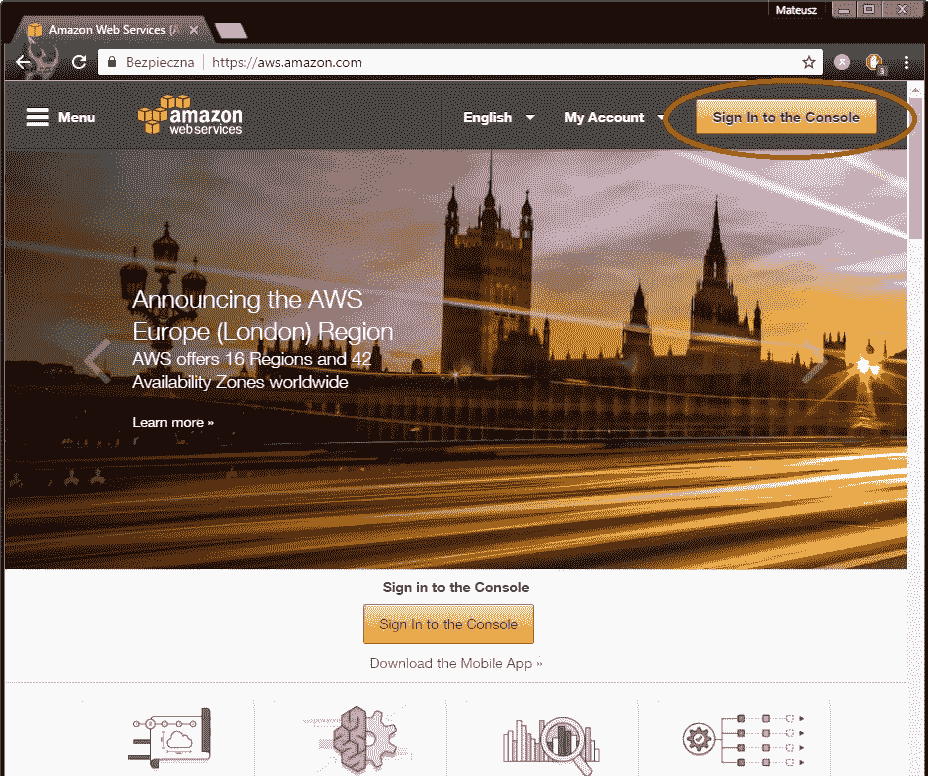 Mateusz
Amazon Web Services (A
Bezpieczna
https://aws.amazon.com
3
Menu
amazon
web services
English
My Account
Sign In to the Console
Announcing the AWS
Europe (London) Region
AWS offers 16 Regions and 42
Availability Zones worldwide
Learn more »
Sign in to the Console
Sign In to the Console
Download the Mobile App »